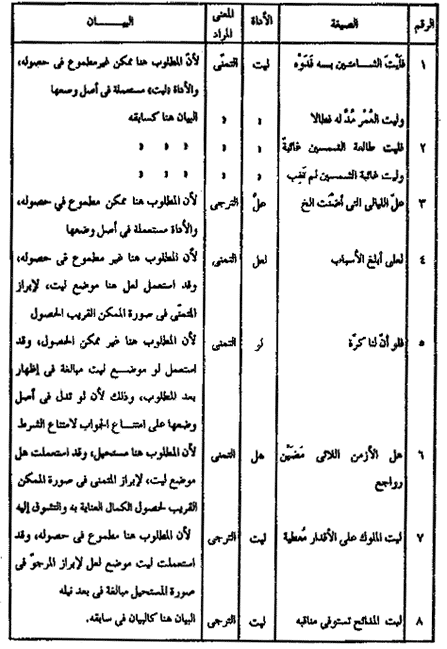 الرقم الصيغة الأداة المعنى المراد البيـــــان
١ فَلَيْتَ الشـــامتـين بـــه فَدَوْه ليت التمنّى لأنّ المطلوب هنا ممكن غيرمطموع فى حصوله،
والأداة (ليت) مستعملة فى أصل وضعها
وليت العُمْرَ مُدَّ له فطالا » » البيان هنا كسابقه
٢ فليت طالعة الشمسين غائبةٌ » » » » »
وليت غائبة الشمسين لم تَغِب » » » » »
٣ علّ الليالى التى أضْنَت الخ علّ الترجى لأن المطلوب هنا ممكن مطموع في حصوله،
والأداة مستعملة فى أصل وضعها
٤ لعلى أبلغ الأسباب لعل التمنى لأن المطلوب هنا غير مطموع فى حصوله،
وقد استعمل لعل هنا موضع ليت، لإبراز
المتمنّى فى صورة الممكن القريب الحصول
٥ فلو أنّ لنا كرّة لو التمنى لأن المطلوب هنا غير ممكن الحصول، وقد
استعمل لو موضـــع ليت مبالغة فى إظهار
بعد المطلوب، وذلك لأن لو تدل فى أصل
وضعها على امتنـــاع الجواب لامتناع الشرط
٦ هل الأزمن اللائى مَضَيْن هل التمنى لأن المطلوب هنا مستحيل، وقد استعملت هل
رواجع موضع ليت، لإبراز المتمنى فى صورة الممكن
القريب لحصول الكمال العناية به والتشوق إليه
٧ ليت الملوك على الأقدار مُعطية ليت الترجى لأن المطلوب هنا مطموع فى حصوله، وقد
استعملت ليت موضع لعل لإبراز المرجوّ فى
صورة المستحيل مبالغة فى بعد نيله
٨ ليت المدائح تستوفى مناقبه ليت الترجى البيان هنا كالبيان فى سابقه.